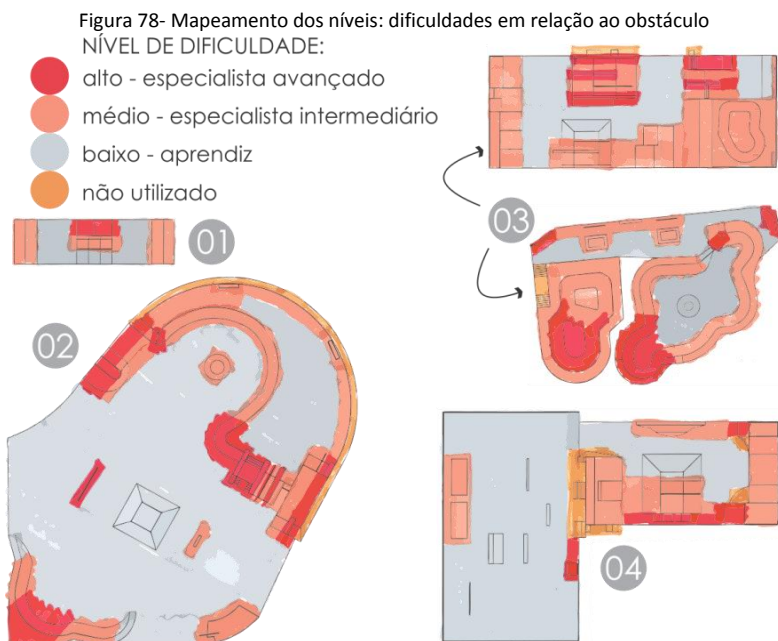 Figura 78- Mapeamento dos níveis: dificuldades em relação ao obstáculo
NÍVEL DE DIFICULDADE:
alto - especialista avançado
médio - especialista intermediário
baixo - aprendiz
não utilizado
01
02
03
04